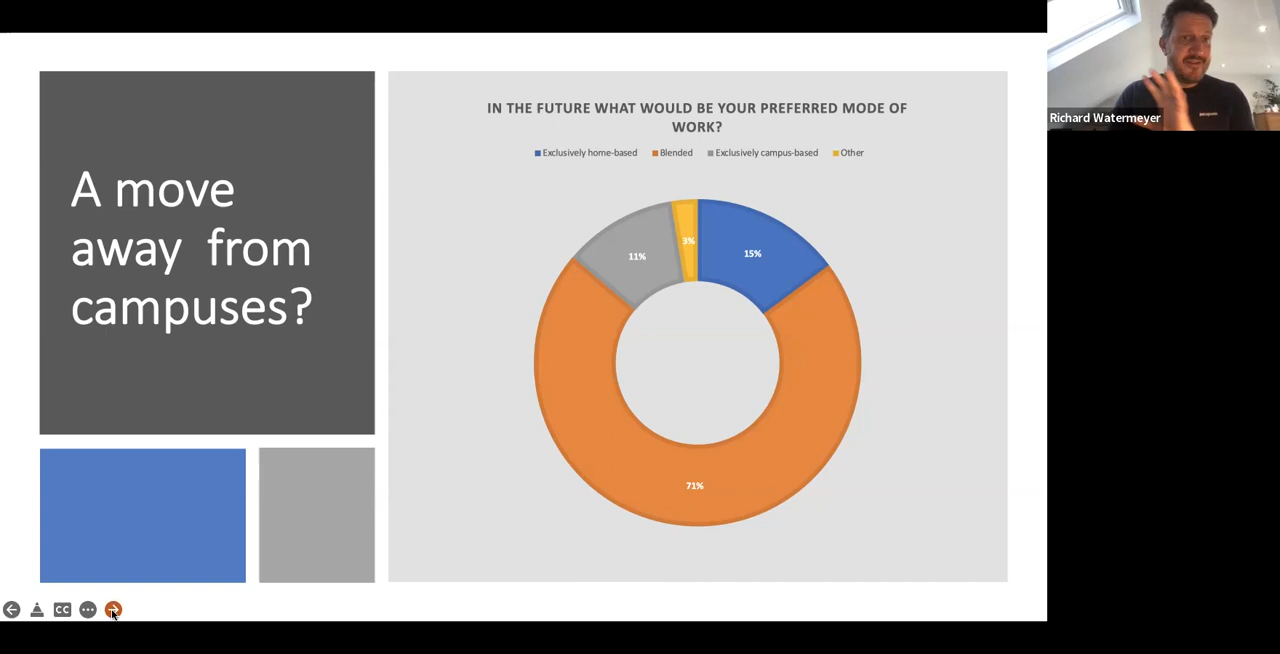 A move
away from
campuses?
IN THE FUTURE WHAT WOULD BE YOUR PREFERRED MODE OF
WORK?
Exclusively home-based Blended Exclusively campus-based Other
3%
11%
15%
71%
CC
Richard Watermeyer